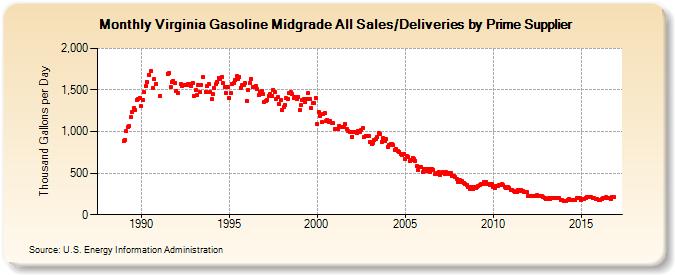 Monthly Virginia Gasoline Midgrade All Sales/Deliveries by Prime Supplier
Thousand Gallons per Day
2,000
1,500
1,000
500
0
1990 1995 2000 2005 2010 2015
Source: U.S. Energy Information Administration